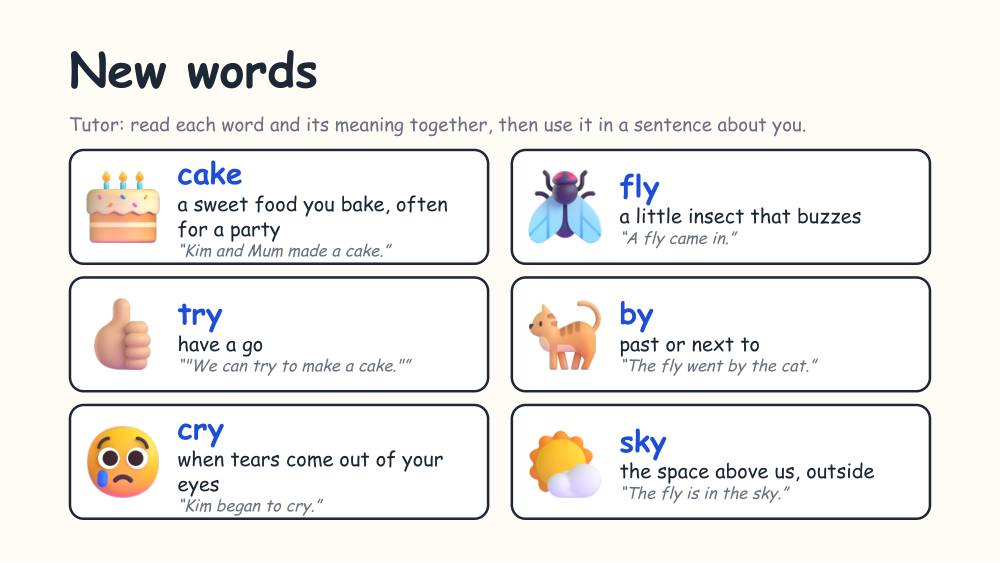 New words
Tutor: read each word and its meaning together, then use it in a sentence about you.
cake
a sweet food you bake, often
for a party
"Kim and Mum made a cake."
fly
a little insect that buzzes
"A fly came in."
try
have a go
""We can try to make a cake.""
by
past or next to
"The fly went by the cat."
cry
when tears come out of your
eyes
"Kim began to cry."
sky
the space above us, outside
"The fly is in the sky."